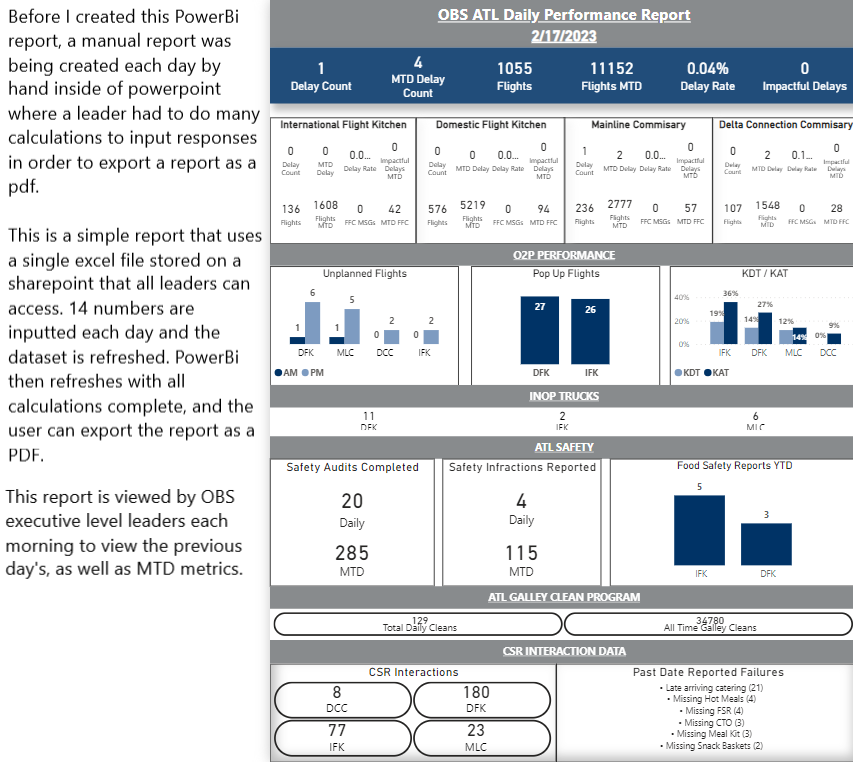 Before I created this PowerBi
report, a manual report was
being created each day by
hand inside of powerpoint
where a leader had to do many
calculations to input responses
in order to export a report as a
pdf.
This is a simple report that uses
a single excel file stored on a
sharepoint that all leaders can
access. 14 numbers are
inputted each day and the
dataset is refreshed. PowerBi
then refreshes with all
calculations complete, and the
user can export the report as a
PDF.
This report is viewed by OBS
executive level leaders each
morning to view the previous
day's, as well as MTD metrics.
OBS ATL Daily Performance Report
2/17/2023
1 4 1055 11152 0.04% 0
Delay Count MTD Delay Count Flights Flights MTD Delay Rate Impactful Delays
International Flight Kitchen Domestic Flight Kitchen Mainline Commisary Delta Connection Commisary
0 0 0.0... 0 0 0 0.0... 0 1 2 0.0... 0 0 2 0.1... 0
Delay Count MTD Delay Delay Rate Impactful Delays MTD Delay Count MTD Delay Delay Rate Impactful Delays MTD Delay Count MTD Delay Delay Rate Impactful Delays MTD Delay Count MTD Delay Delay Rate Impactful Delays MTD
136 1608 0 42 576 5219 0 94 236 2777 0 57 107 1548 0 28
Flights Flights MTD FFC MSGs MTD FFC Flights Flights MTD FFC MSGs MTD FFC Flights Flights MTD FFC MSGs MTD FFC Flights Flights MTD FFC MSGs MTD FFC
O2P PERFORMANCE
Unplanned Flights
1 6 1 5 0 2 0 2
DFK MLC DCC IFK
AM PM
Pop Up Flights
27 26
DFK IFK
KDT / KAT
40%
20%
0%
19% 36% 14% 27% 12% 14% 0% 9%
IFK DFK MLC DCC
KDT KAT
INOP TRUCKS
11 2 6
DFK IFK MLC
ATL SAFETY
Safety Audits Completed
20
Daily
285
MTD
Safety Infractions Reported
4
Daily
115
MTD
Food Safety Reports YTD
5 3
IFK DFK
ATL GALLEY CLEAN PROGRAM
129 34780
Total Daily Cleans All Time Galley Cleans
CSR INTERACTION DATA
CSR Interactions
8 180
DCC DFK
77 23
IFK MLC
Past Date Reported Failures
• Late arriving catering (21)
• Missing Hot Meals (4)
• Missing FSR (4)
• Missing CTO (3)
• Missing Meal Kit (3)
• Missing Snack Baskets (2)